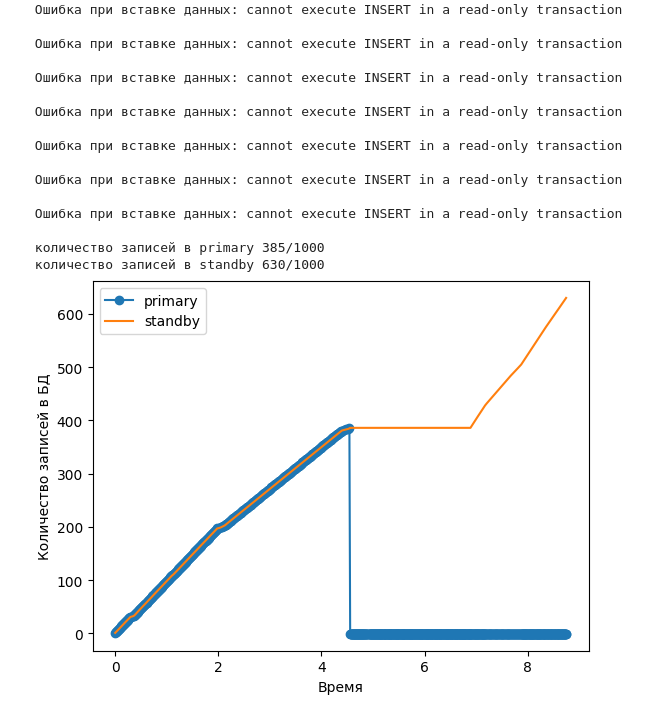 Ошибка при вставке данных: cannot execute INSERT in a read-only transaction
Ошибка при вставке данных: cannot execute INSERT in a read-only transaction
Ошибка при вставке данных: cannot execute INSERT in a read-only transaction
Ошибка при вставке данных: cannot execute INSERT in a read-only transaction
Ошибка при вставке данных: cannot execute INSERT in a read-only transaction
Ошибка при вставке данных: cannot execute INSERT in a read-only transaction
Ошибка при вставке данных: cannot execute INSERT in a read-only transaction
количество записей в primary 385/1000
количество записей в standby 630/1000
primary
standby
Количество записей в БД
600
500
400
300
200
100
0
0 2 4 6 8
Время